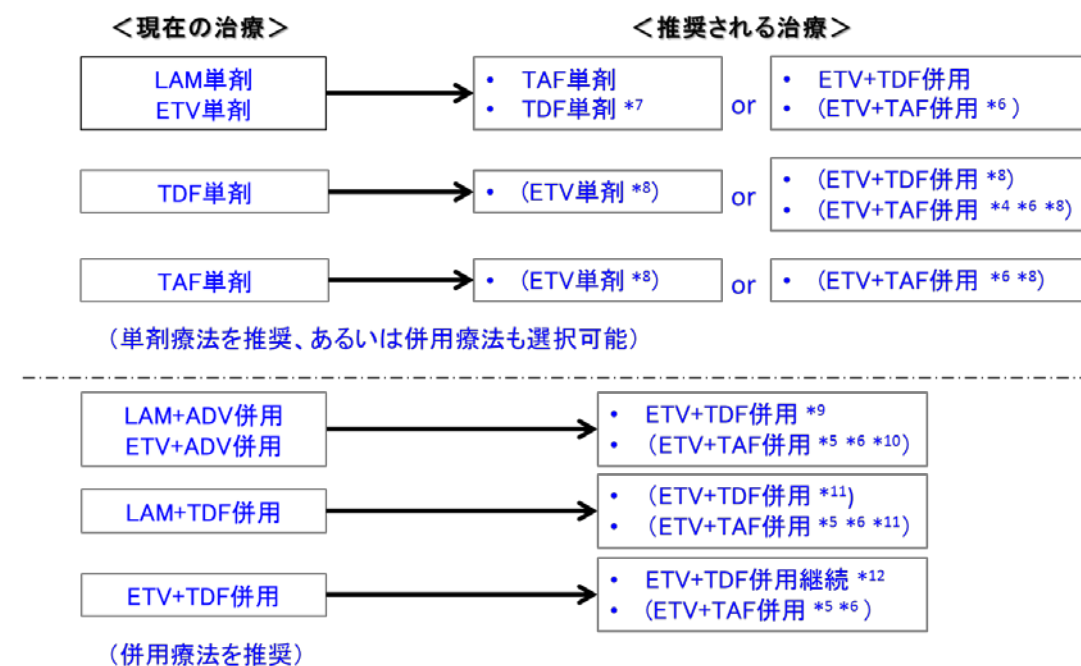 ＜現在の治療＞
＜推奨される治療＞
LAM単剤
ETV単剤
• TAF単剤
• TDF単剤 *7
or
• ETV+TDF併用
• （ETV+TAF併用 *6 ）
TDF単剤
• （ETV単剤 *8）
or
• （ETV+TDF併用 *8）
• （ETV+TAF併用 *4 *6 *8）
TAF単剤
• （ETV単剤 *8）
or
• （ETV+TAF併用 *6 *8）
（単剤療法を推奨、あるいは併用療法も選択可能）
LAM+ADV併用
ETV+ADV併用
• ETV+TDF併用 *9
• （ETV+TAF併用 *5 *6 *10）
LAM+TDF併用
• （ETV+TDF併用 *11)
• （ETV+TAF併用 *5 *6 *11）
ETV+TDF併用
• ETV+TDF併用継続 *12
• （ETV+TAF併用 *5 *6 ）
（併用療法を推奨）